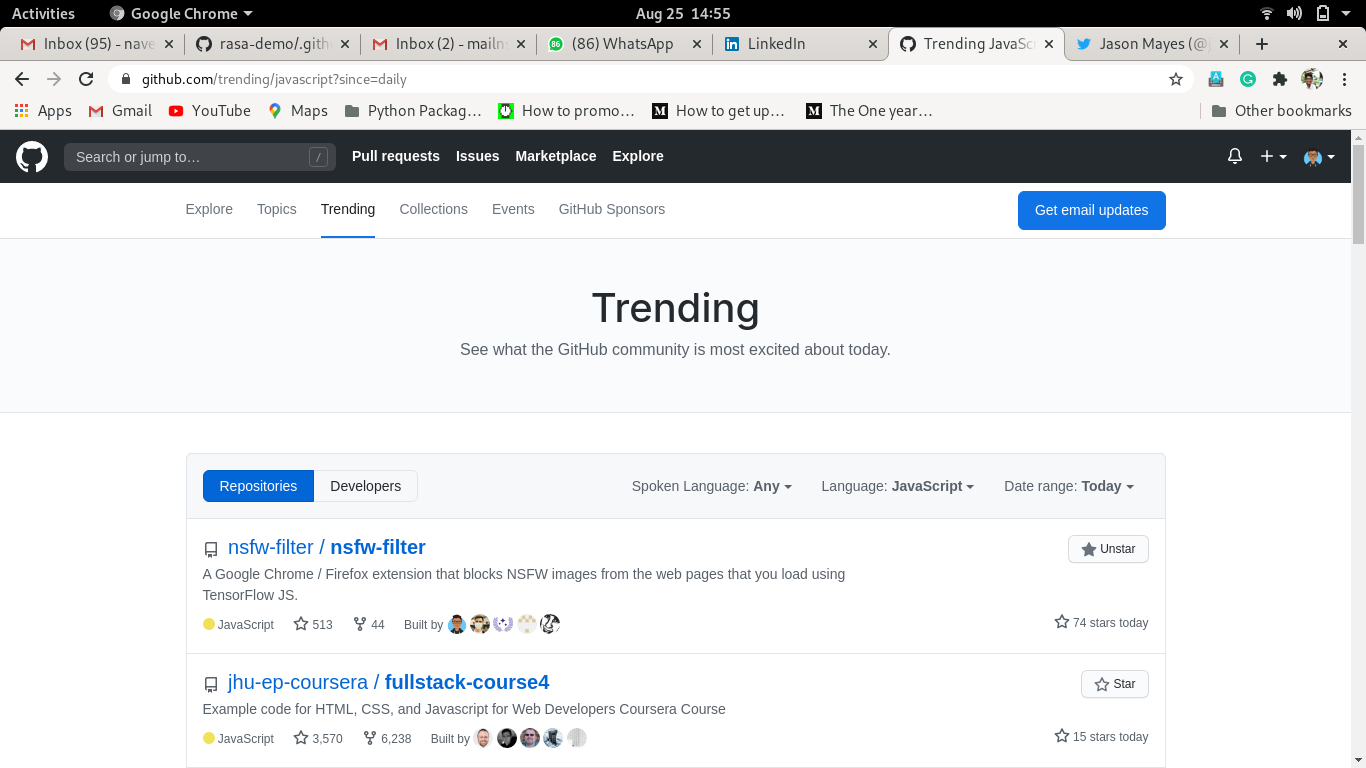 Activities Google Chrome Aug 25 14:55
Inbox (95) - nave rasa-demo/.gith Inbox (2) - mailn (86) WhatsApp LinkedIn Trending JavaSc Jason Mayes (@j
github.com/trending/javascript?since=daily
Apps Gmail YouTube Maps Python Packag… How to promo… How to get up… The One year… Other bookmarks
Search or jump to… / Pull requests Issues Marketplace Explore
Explore Topics Trending Collections Events GitHub Sponsors Get email updates
Trending
See what the GitHub community is most excited about today.
Repositories Developers Spoken Language: Any Language: JavaScript Date range: Today
nsfw-filter / nsfw-filter Unstar
A Google Chrome / Firefox extension that blocks NSFW images from the web pages that you load using
TensorFlow JS.
JavaScript 513 44 Built by 74 stars today
jhu-ep-coursera / fullstack-course4 Star
Example code for HTML, CSS, and Javascript for Web Developers Coursera Course
JavaScript 3,570 6,238 Built by 15 stars today